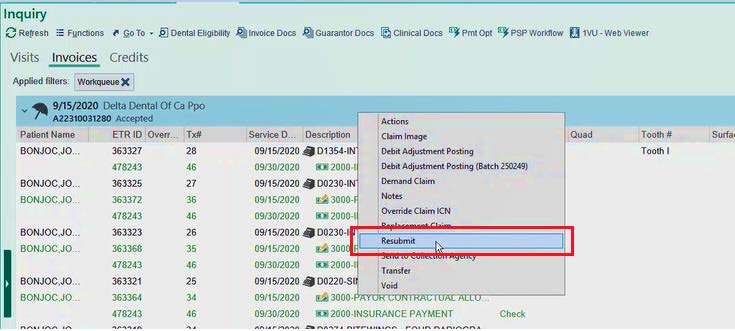 Inquiry
Refresh Functions Go To Dental Eligibility Invoice Docs Guarantor Docs Clinical Docs Pmt Opt PSP Workflow 1VU - Web Viewer
Visits Invoices Credits
Applied filters: Workqueue
9/15/2020 Delta Dental Of Ca Ppo
A22310031280 Accepted
Patient Name ETR ID Overr... Tx# Service D... Description Quad Tooth # Surfa
BONJOC,JO... 363327 28 09/15/2020 D1354-INT Tooth I
478243 46 09/30/2020 2000-I
BONJOC,JO... 363325 27 09/15/2020 D0230-INT
363372 36 09/15/2020 3000-P
478243 46 09/30/2020 2000-I
BONJOC,JO... 363323 26 09/15/2020 D0230-IN
363368 35 09/15/2020 3000-P
478243 46 09/30/2020 2000-I
BONJOC,JO... 363321 25 09/15/2020 D0220-SIN
363364 34 09/15/2020 3000-PAYOR CONTRACTUAL ALLO...
478243 46 09/30/2020 2000-INSURANCE PAYMENT Check
Actions
Claim Image
Debit Adjustment Posting
Debit Adjustment Posting (Batch 250249)
Demand Claim
Notes
Override Claim ICN
Replacement Claim
Resubmit
Send to Collection Agency
Transfer
Void